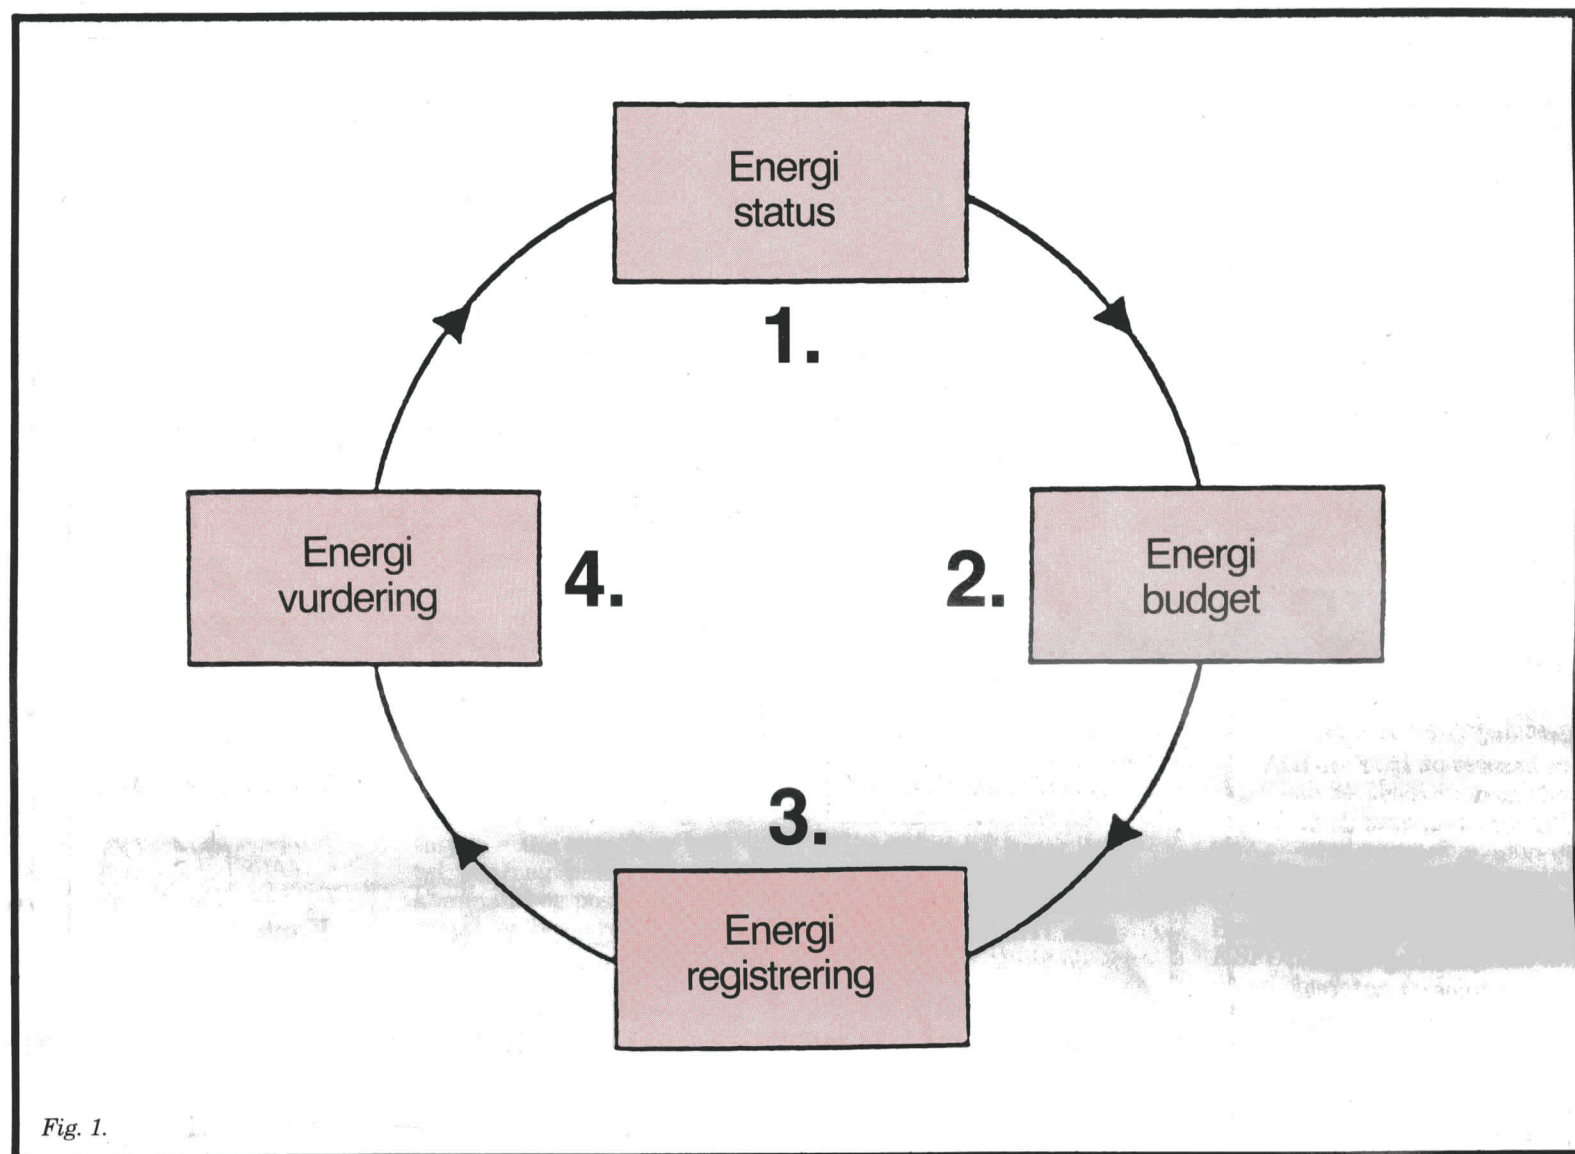 Energi
status
1.
Energi
vurdering
4.
2.
Energi
budget
3.
Energi
registrering
Fig. 1.